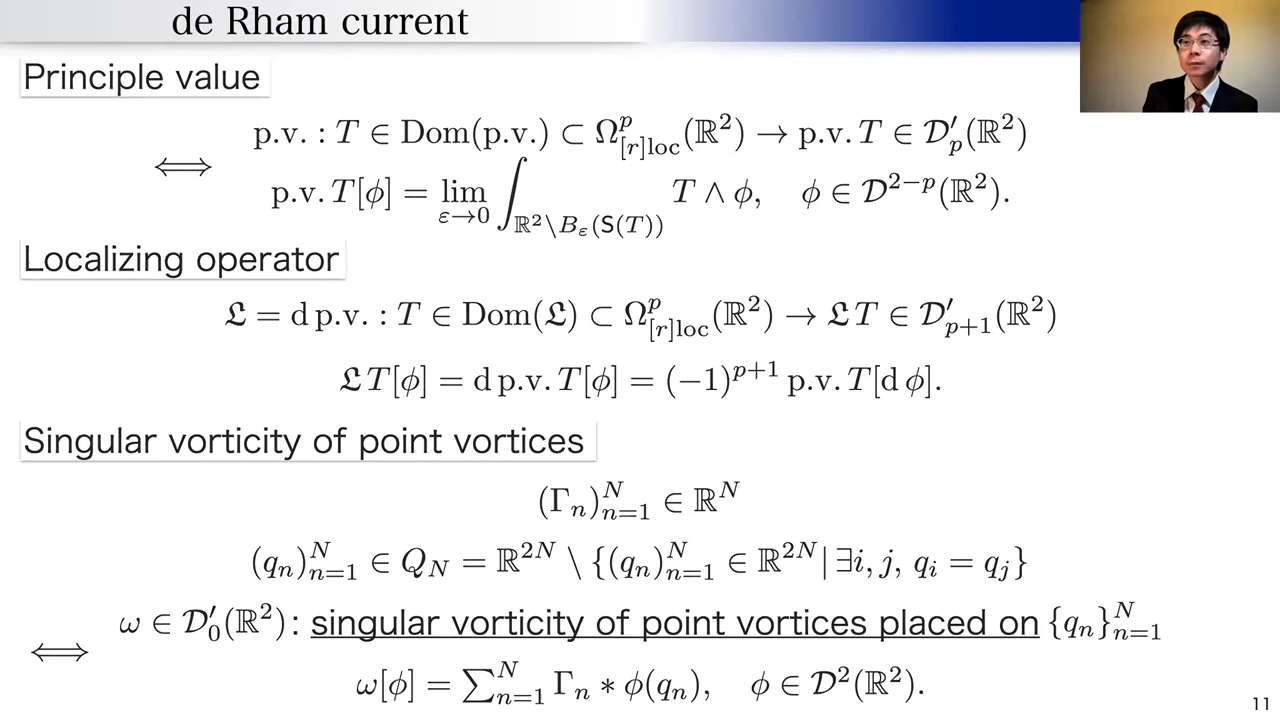 de Rham current
Principle value
p.v. : T ∈ Dom(p.v.) ⊂ Ω^p_{[r]loc}(ℝ²) → p.v. T ∈ 𝒟′_p(ℝ²)
⟺ p.v. T[ϕ] = lim_{ε→0} ∫_{ℝ²\B_ε(S(T))} T ∧ ϕ, ϕ ∈ 𝒟^{2−p}(ℝ²).
Localizing operator
𝔏 = d p.v. : T ∈ Dom(𝔏) ⊂ Ω^p_{[r]loc}(ℝ²) → 𝔏 T ∈ 𝒟′_{p+1}(ℝ²)
𝔏 T[ϕ] = d p.v. T[ϕ] = (−1)^{p+1} p.v. T[d ϕ].
Singular vorticity of point vortices
(Γ_n)^N_{n=1} ∈ ℝ^N
(q_n)^N_{n=1} ∈ Q_N = ℝ^{2N} \ {(q_n)^N_{n=1} ∈ ℝ^{2N} | ∃i, j, q_i = q_j}
⟺ ω ∈ 𝒟′_0(ℝ²) : singular vorticity of point vortices placed on {q_n}^N_{n=1}
ω[ϕ] = ∑^N_{n=1} Γ_n ∗ ϕ(q_n), ϕ ∈ 𝒟²(ℝ²).
11